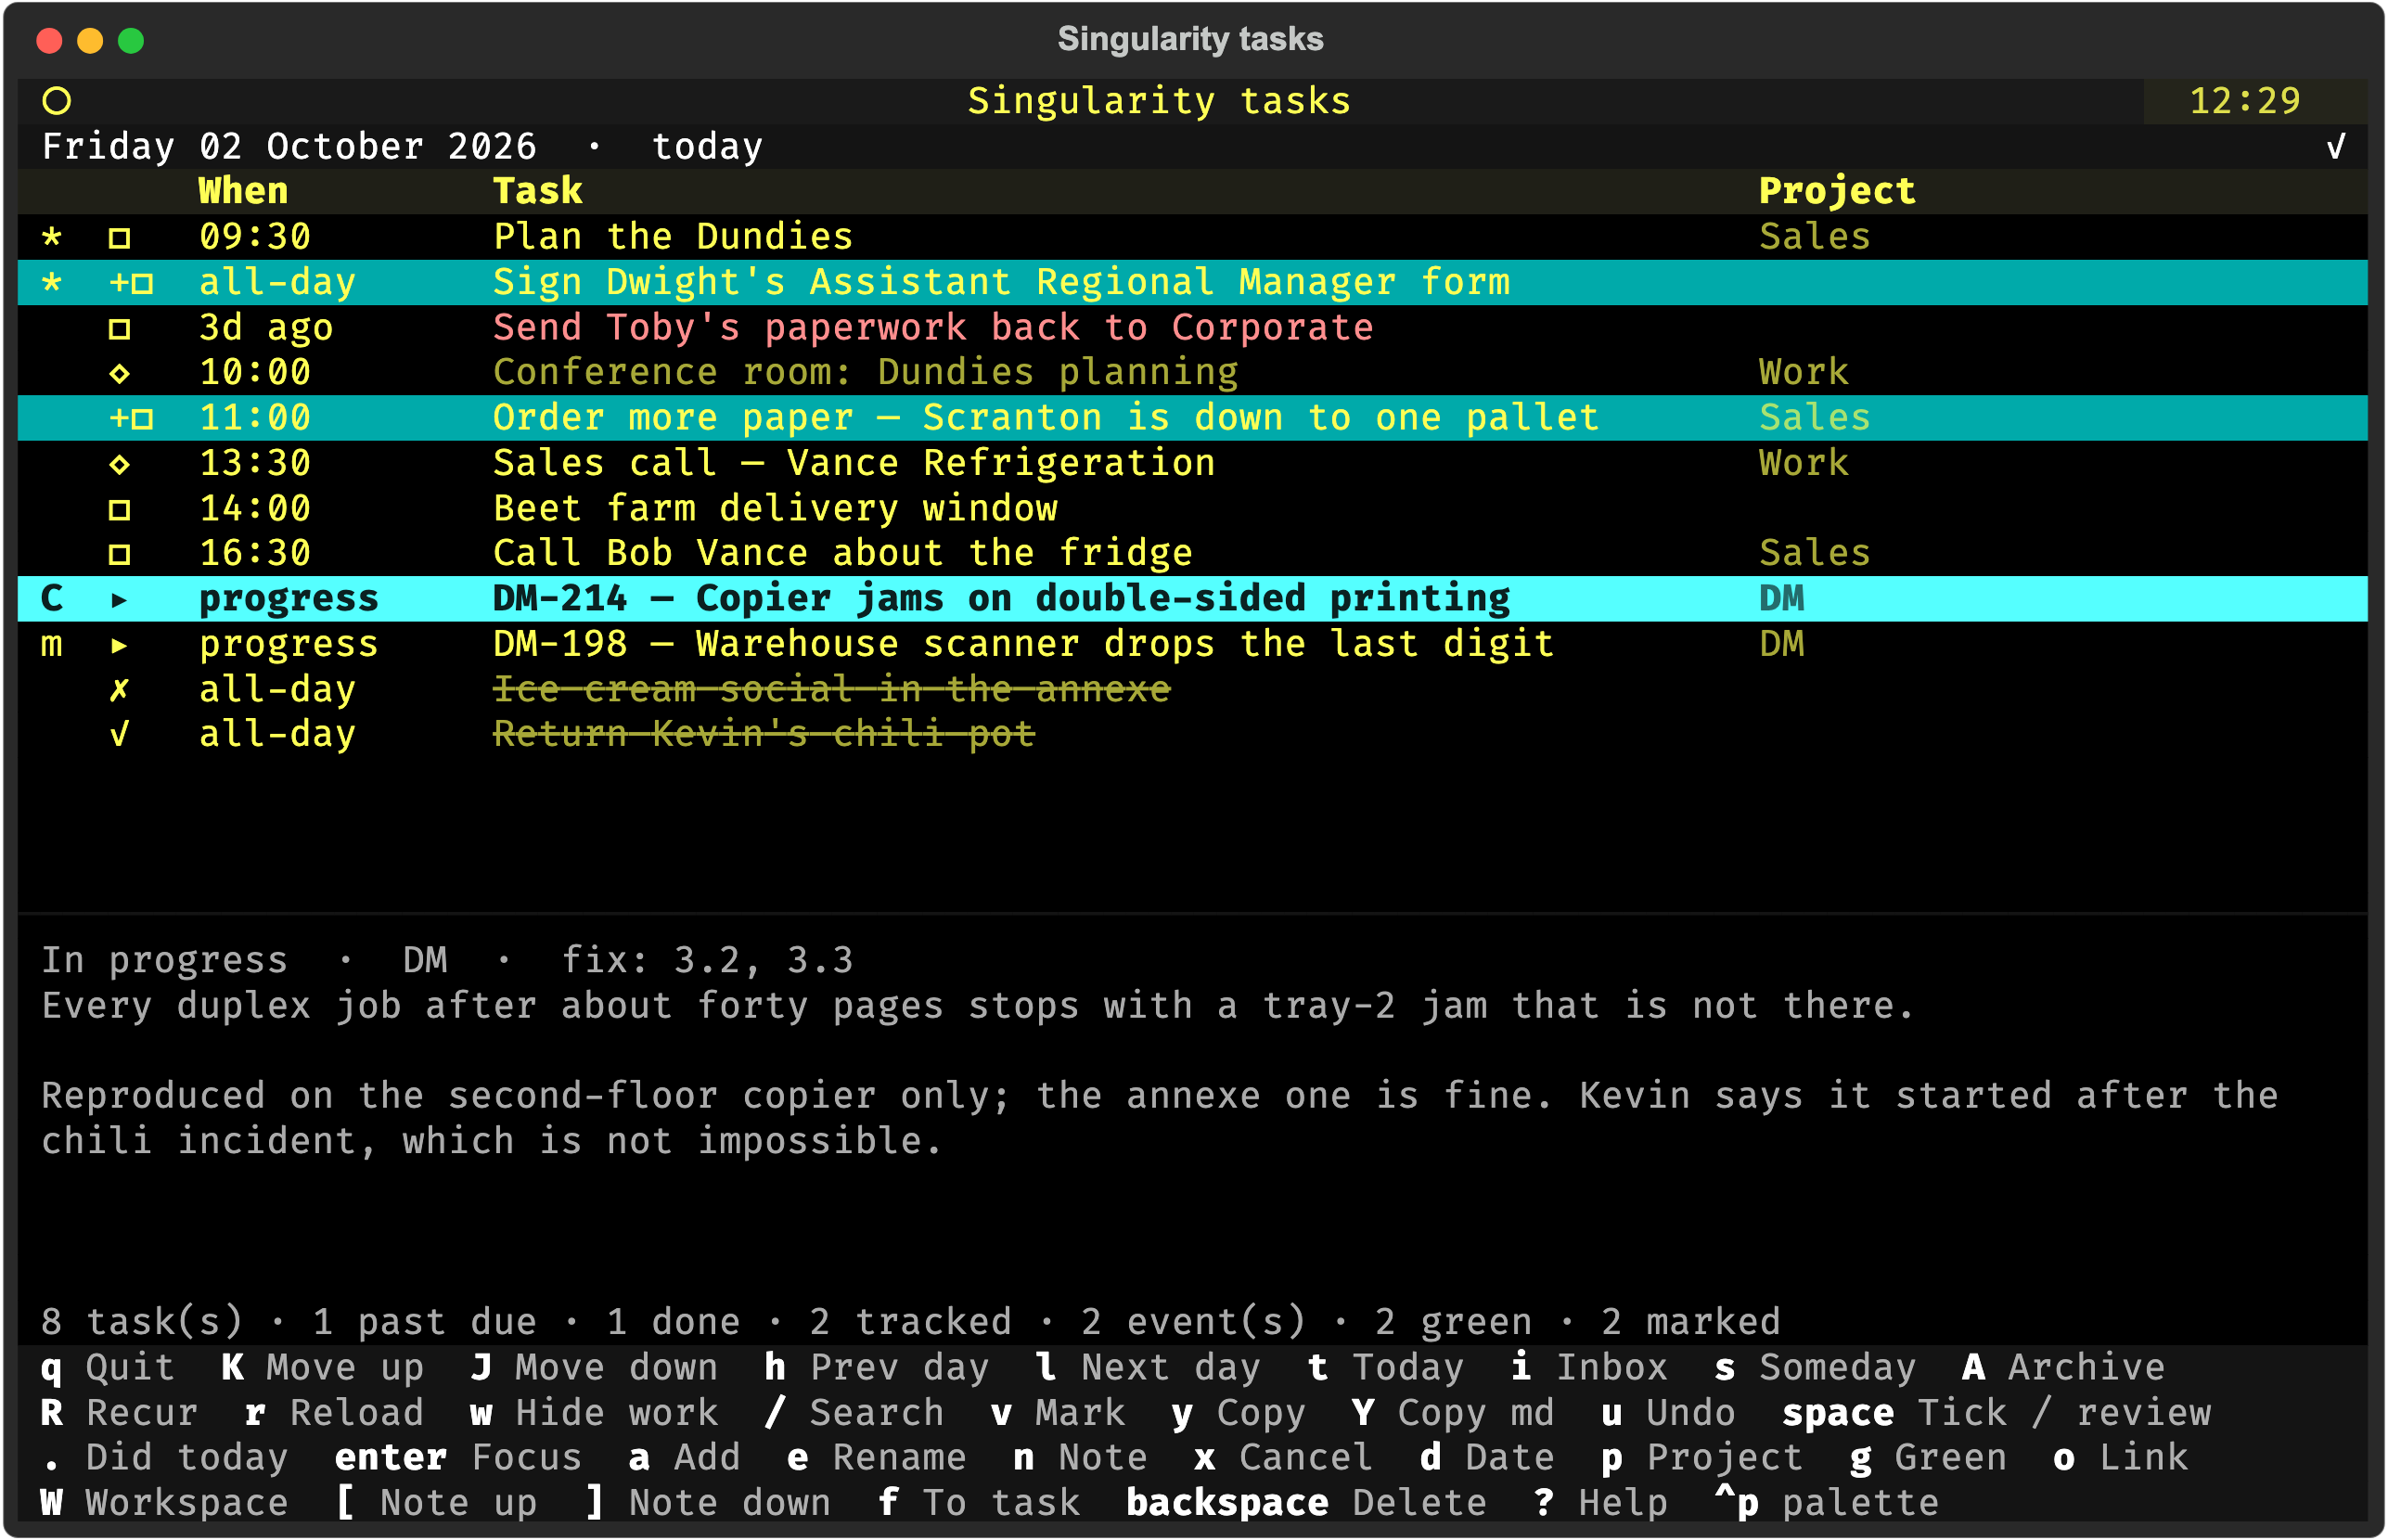 Singularity tasks
Singularity tasks 12:29
Friday 02 October 2026 · today √
When Task Project
* □ 09:30 Plan the Dundies Sales
* +□ all-day Sign Dwight's Assistant Regional Manager form
□ 3d ago Send Toby's paperwork back to Corporate
◇ 10:00 Conference room: Dundies planning Work
+□ 11:00 Order more paper — Scranton is down to one pallet Sales
◇ 13:30 Sales call — Vance Refrigeration Work
□ 14:00 Beet farm delivery window
□ 16:30 Call Bob Vance about the fridge Sales
C ▸ progress DM-214 — Copier jams on double-sided printing DM
m ▸ progress DM-198 — Warehouse scanner drops the last digit DM
✗ all-day Ice cream social in the annexe
√ all-day Return Kevin's chili pot
In progress · DM · fix: 3.2, 3.3
Every duplex job after about forty pages stops with a tray-2 jam that is not there.
Reproduced on the second-floor copier only; the annexe one is fine. Kevin says it started after the
chili incident, which is not impossible.
8 task(s) · 1 past due · 1 done · 2 tracked · 2 event(s) · 2 green · 2 marked
q Quit K Move up J Move down h Prev day l Next day t Today i Inbox s Someday A Archive
R Recur r Reload w Hide work / Search v Mark y Copy Y Copy md u Undo space Tick / review
. Did today enter Focus a Add e Rename n Note x Cancel d Date p Project g Green o Link
W Workspace [ Note up ] Note down f To task backspace Delete ? Help ^p palette